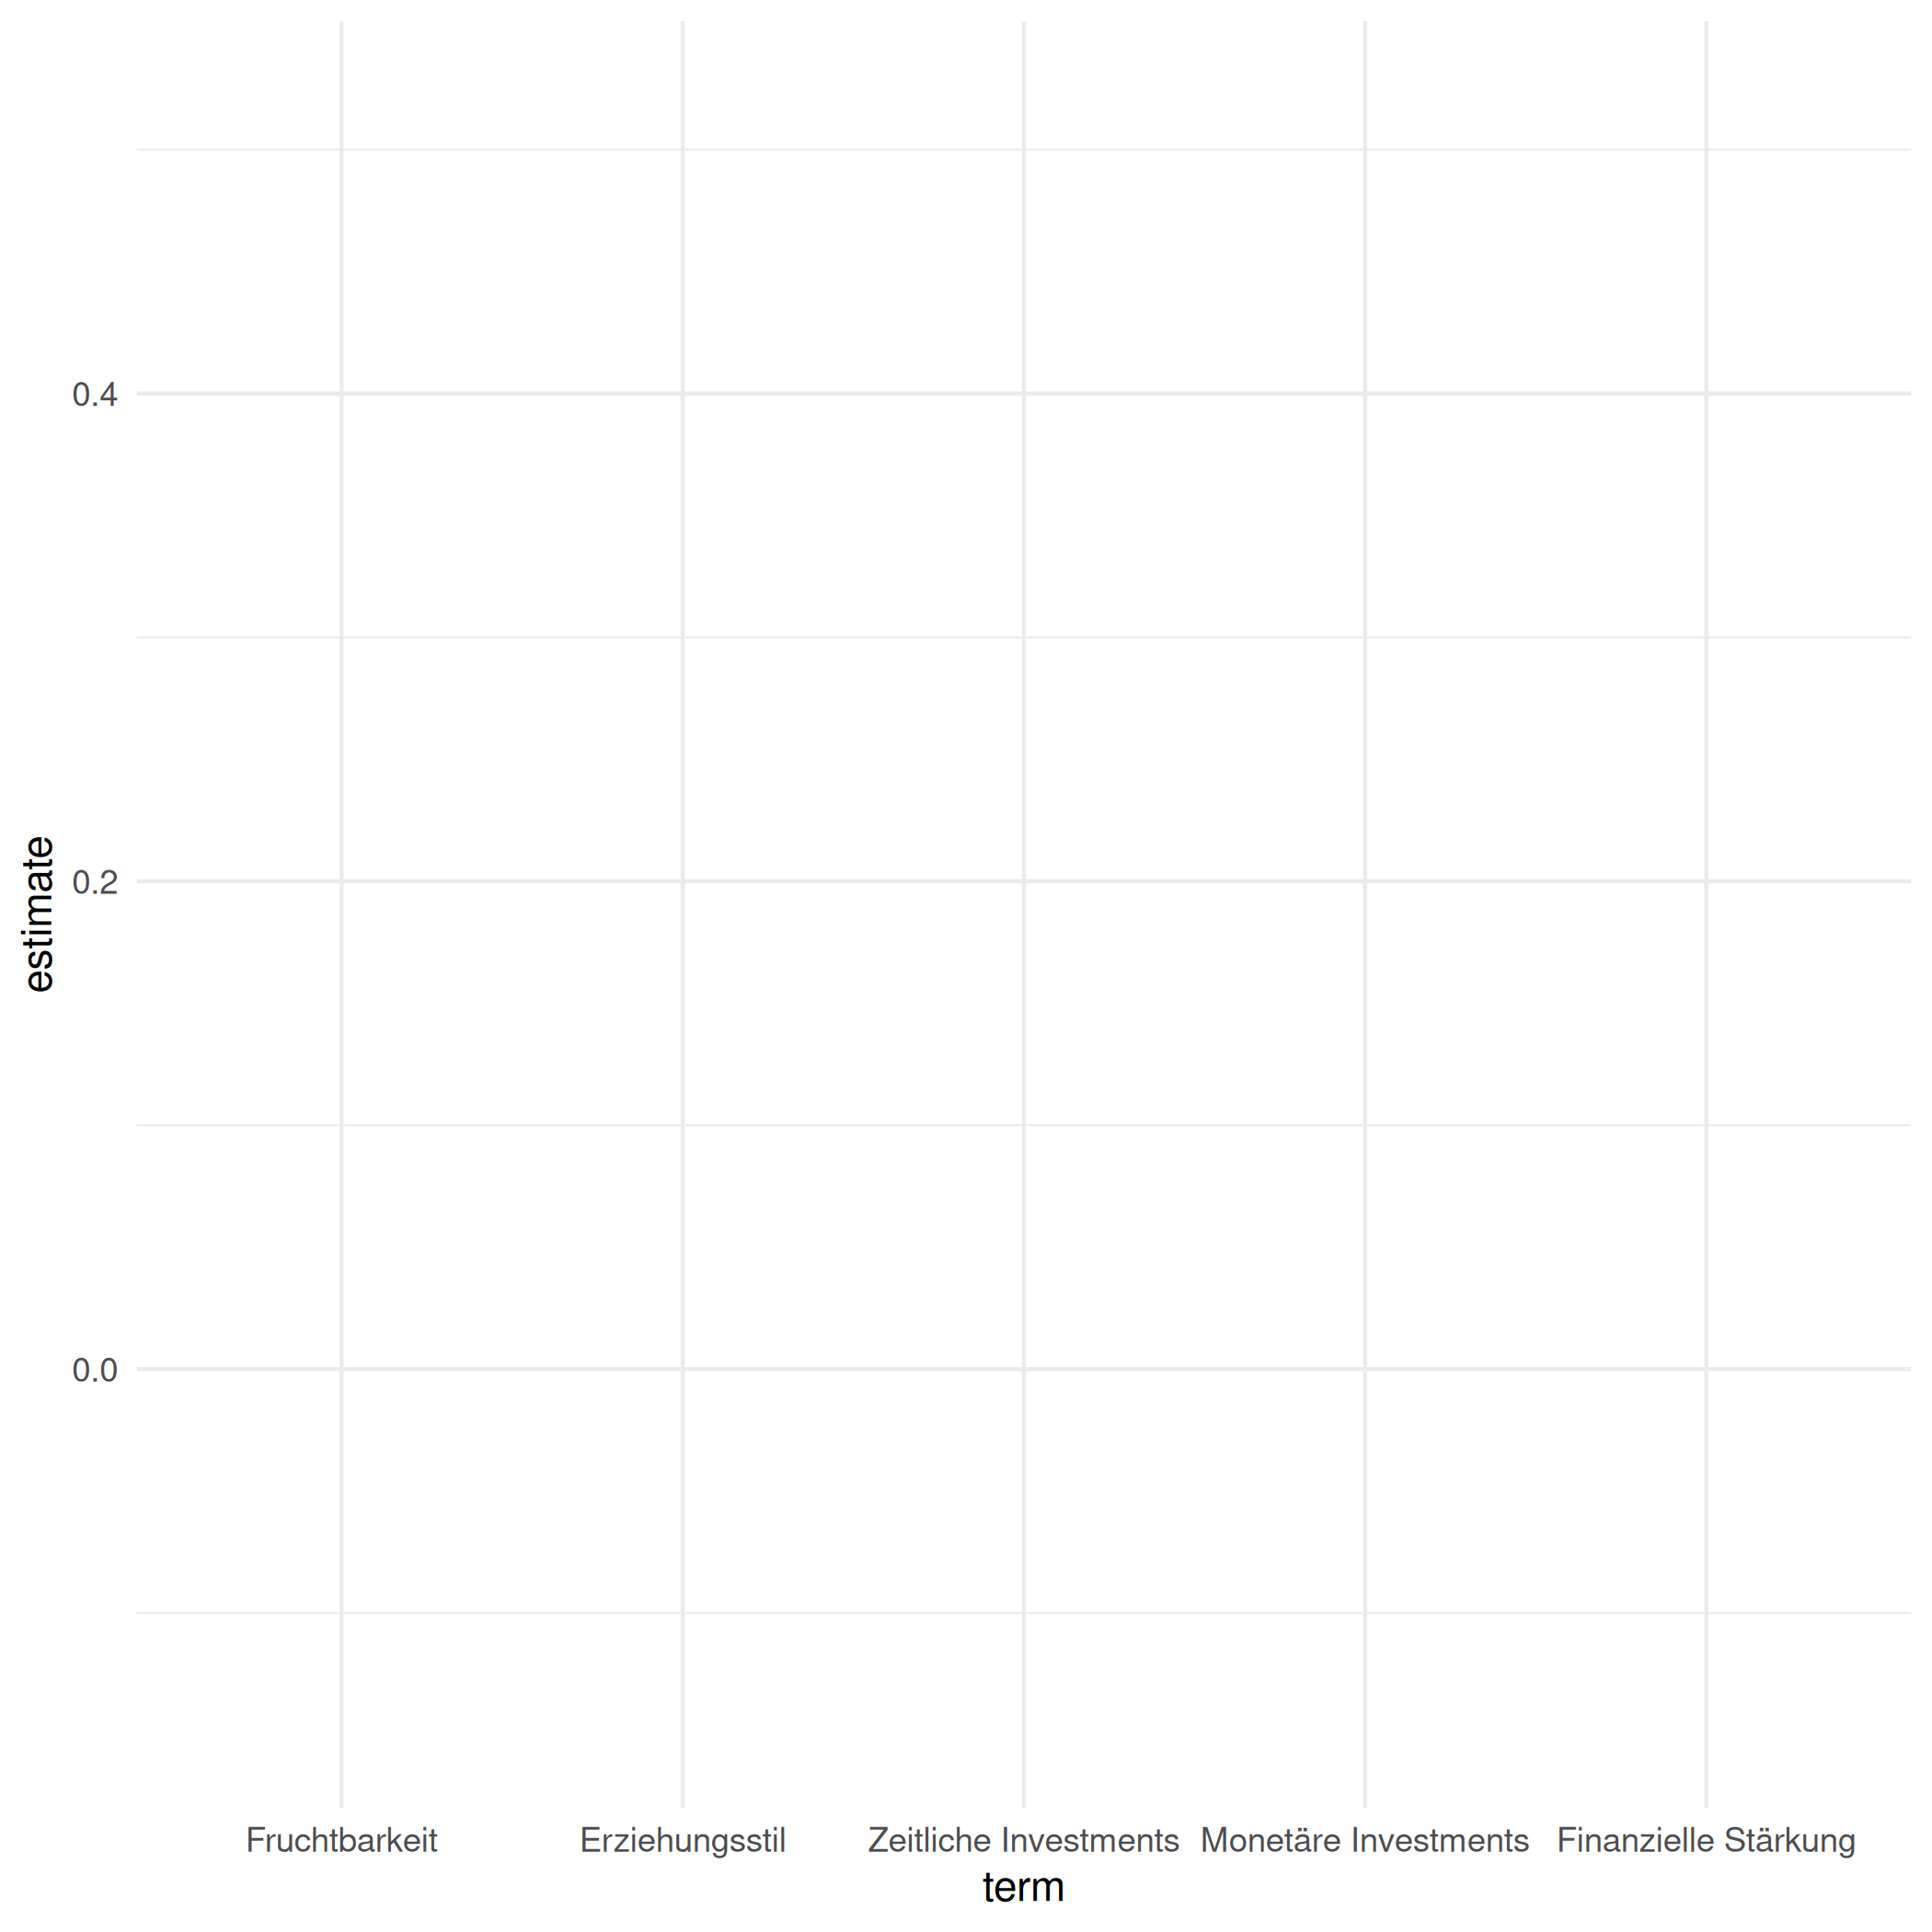 estimate
0.4
0.2
0.0
Fruchtbarkeit Erziehungsstil Zeitliche Investments Monetäre Investments Finanzielle Stärkung
term